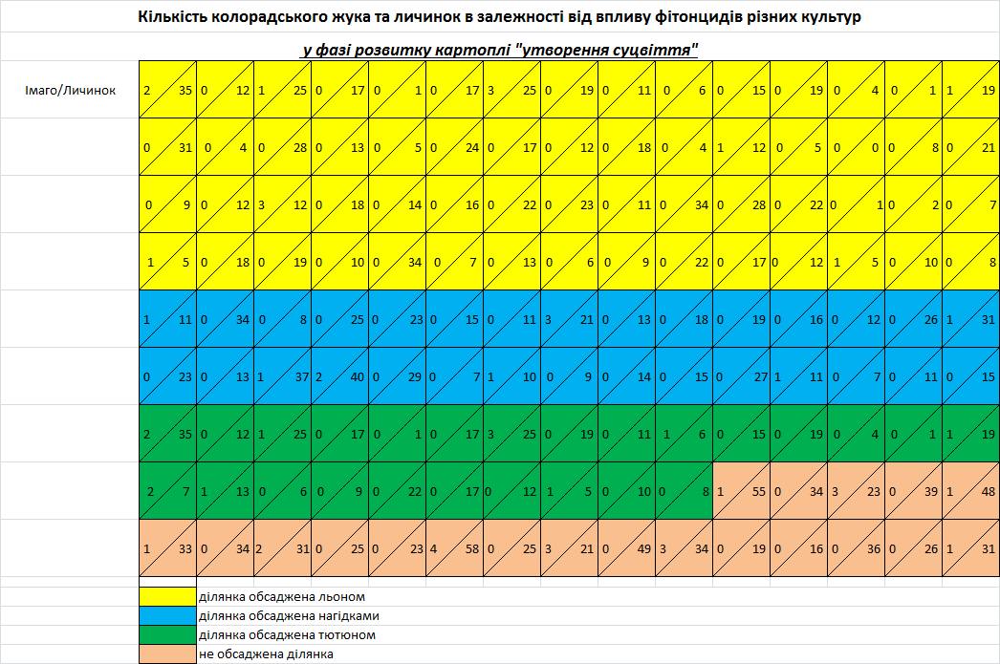 Кількість колорадського жука та личинок в залежності від впливу фітонцидів різних культур
у фазі розвитку картоплі "утворення суцвіття"
Імаго/Личинок 2 35 0 12 1 25 0 17 0 1 0 17 3 25 0 19 0 11 0 6 0 15 0 19 0 4 0 1 1 19
0 31 0 4 0 28 0 13 0 5 0 24 0 17 0 12 0 18 0 4 1 12 0 5 0 0 0 8 0 21
0 9 0 12 3 12 0 18 0 14 0 16 0 22 0 23 0 11 0 34 0 28 0 22 0 1 0 2 0 7
1 5 0 18 0 19 0 10 0 34 0 7 0 13 0 6 0 9 0 22 0 17 0 12 1 5 0 10 0 8
1 11 0 34 0 8 0 25 0 23 0 15 0 11 3 21 0 13 0 18 0 19 0 16 0 12 0 26 1 31
0 23 0 13 1 37 2 40 0 29 0 7 1 10 0 9 0 14 0 15 0 27 1 11 0 7 0 11 0 15
2 35 0 12 1 25 0 17 0 1 0 17 3 25 0 19 0 11 1 6 0 15 0 19 0 4 0 1 1 19
2 7 1 13 0 6 0 9 0 22 0 17 0 12 1 5 0 10 0 8 1 55 0 34 3 23 0 39 1 48
1 33 0 34 2 31 0 25 0 23 4 58 0 25 3 21 0 49 3 34 0 19 0 16 0 36 0 26 1 31
ділянка обсаджена льоном
ділянка обсаджена нагідками
ділянка обсаджена тютюном
не обсаджена ділянка